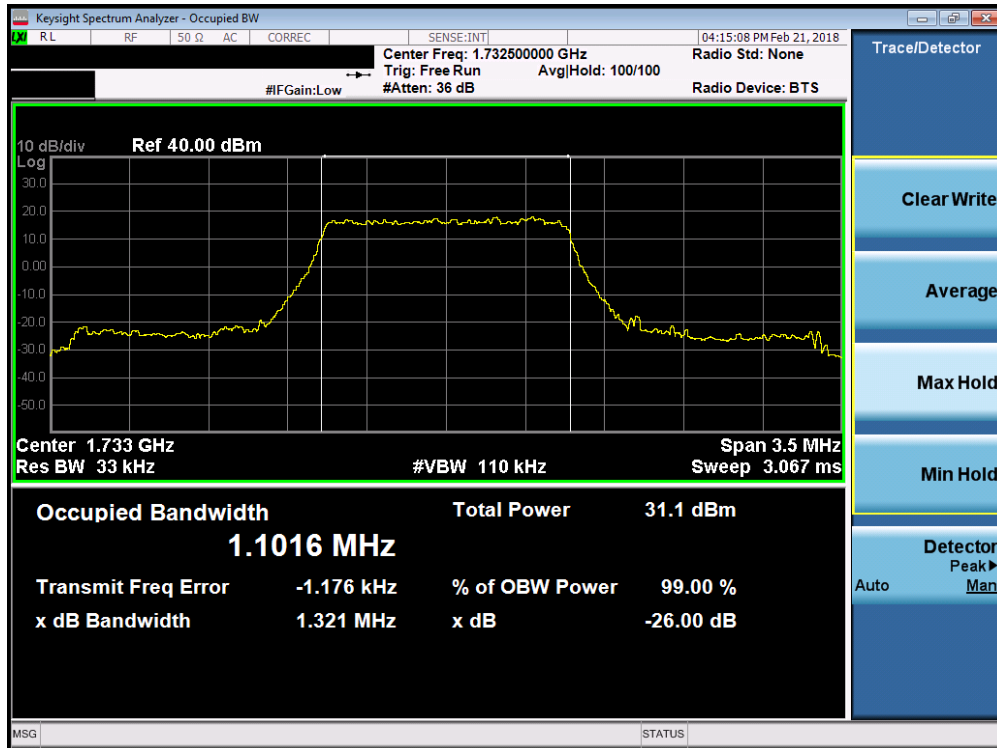 Keysight Spectrum Analyzer - Occupied BW
LXI RL RF 50 Ω AC CORREC SENSE:INT 04:15:08 PM Feb 21, 2018
Center Freq: 1.732500000 GHz Radio Std: None
Trig: Free Run Avg|Hold: 100/100
#IFGain:Low #Atten: 36 dB Radio Device: BTS
10 dB/div Ref 40.00 dBm
Log
30.0
20.0
10.0
0.00
-10.0
-20.0
-30.0
-40.0
-50.0
Center 1.733 GHz Span 3.5 MHz
Res BW 33 kHz #VBW 110 kHz Sweep 3.067 ms
Occupied Bandwidth Total Power 31.1 dBm
1.1016 MHz
Transmit Freq Error -1.176 kHz % of OBW Power 99.00 %
x dB Bandwidth 1.321 MHz x dB -26.00 dB
MSG STATUS
Trace/Detector
Clear Write
Average
Max Hold
Min Hold
Detector
Peak▶
Auto Man